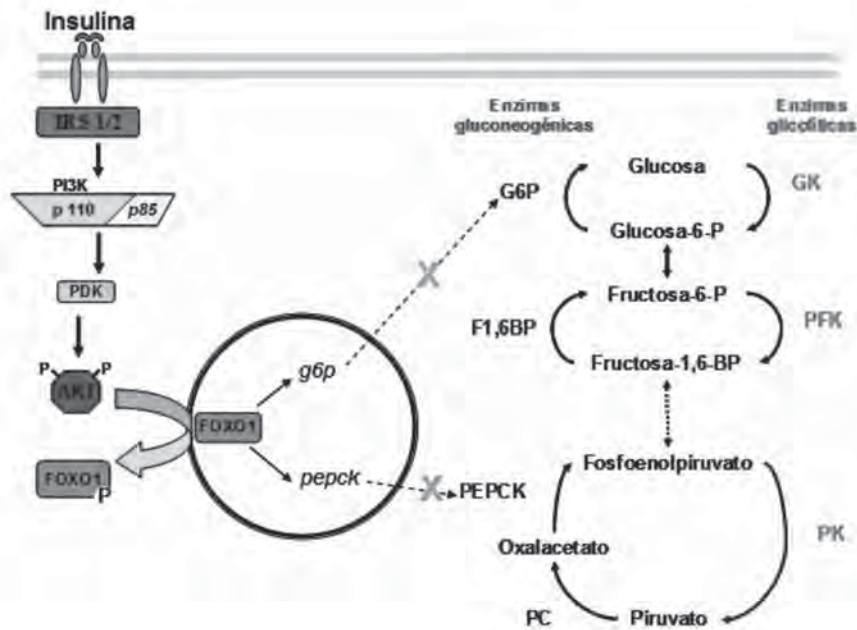 Insulina
IRS 1/2
PI3K
p 110
p85
PDK
P
P
AKT
FOXO1
P
FOXO1
g6p
pepck
X
X
Enzimas
gluconeogénicas
Enzimas
glicolíticas
Glucosa
G6P
GK
Glucosa-6-P
Fructosa-6-P
F1,6BP
PFK
Fructosa-1,6-BP
Fosfoenolpiruvato
PEPCK
Oxalacetato
PK
PC
Piruvato